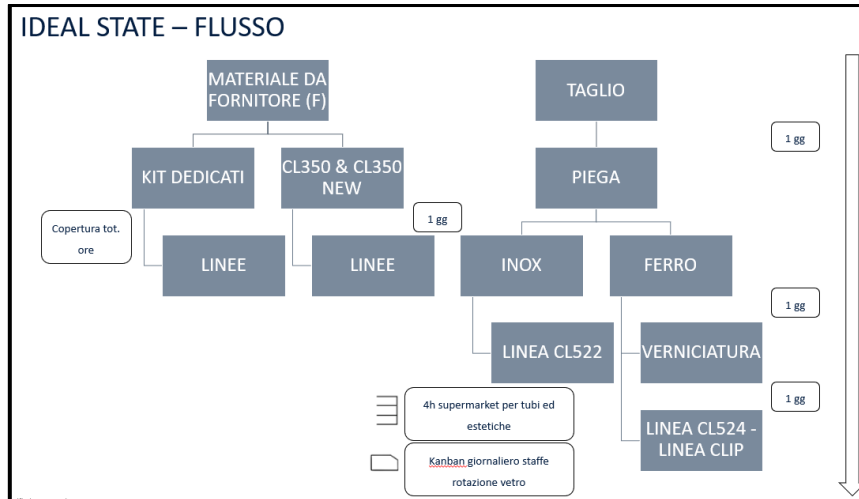 IDEAL STATE – FLUSSO
MATERIALE DA
FORNITORE (F)
TAGLIO
1 gg
KIT DEDICATI
CL350 & CL350
NEW
PIEGA
Copertura tot.
ore
1 gg
LINEE
LINEE
INOX
FERRO
1 gg
LINEA CL522
VERNICIATURA
1 gg
4h supermarket per tubi ed
estetiche
LINEA CL524 -
LINEA CLIP
Kanban giornaliero staffe
rotazione vetro